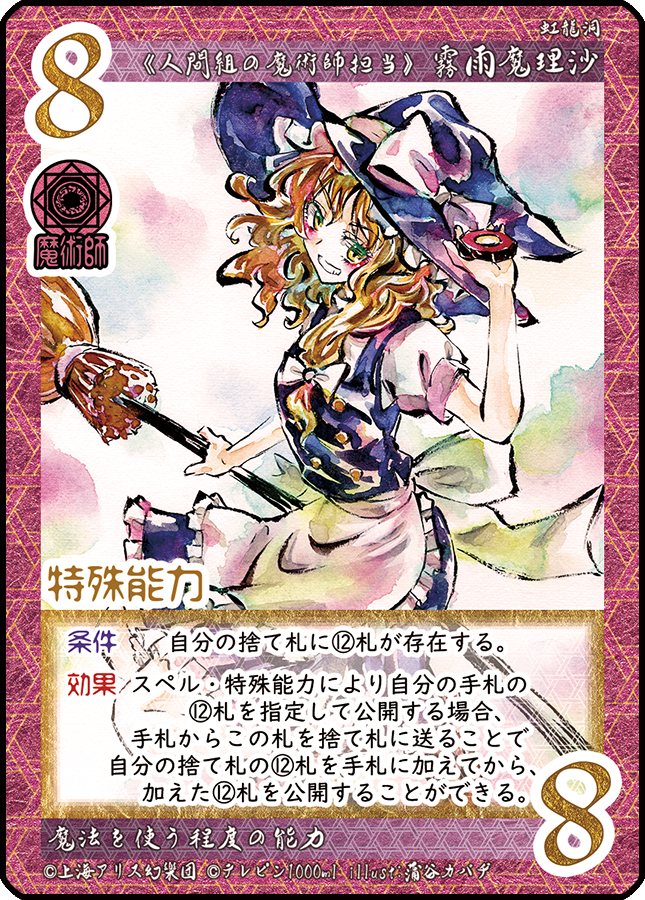 8
虹龍洞
《人間組の魔術師担当》 霧雨魔理沙
魔術師
特殊能力
条件 自分の捨て札に⑫札が存在する。
効果 スペル・特殊能力により自分の手札の
⑫札を指定して公開する場合、
手札からこの札を捨て札に送ることで
自分の捨て札の⑫札を手札に加えてから、
加えた⑫札を公開することができる。
8
魔法を使う程度の能力
©上海アリス幻樂団 ©テレピン1000ml illust:蒲谷カバヂ